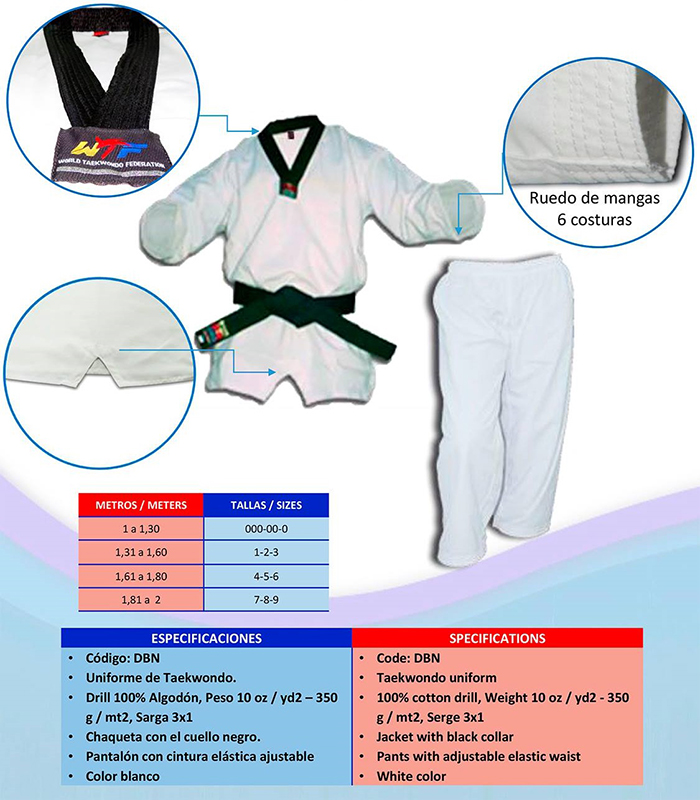 WTF
WORLD TAEKWONDO FEDERATION
Ruedo de mangas
6 costuras
METROS / METERS TALLAS / SIZES
1 a 1,30 000-00-0
1,31 a 1,60 1-2-3
1,61 a 1,80 4-5-6
1,81 a 2 7-8-9
ESPECIFICACIONES
• Código: DBN
• Uniforme de Taekwondo.
• Drill 100% Algodón, Peso 10 oz / yd2 – 350
g / mt2, Sarga 3x1
• Chaqueta con el cuello negro.
• Pantalón con cintura elástica ajustable
• Color blanco
SPECIFICATIONS
• Code: DBN
• Taekwondo uniform
• 100% cotton drill, Weight 10 oz / yd2 - 350
g / mt2, Serge 3x1
• Jacket with black collar
• Pants with adjustable elastic waist
• White color